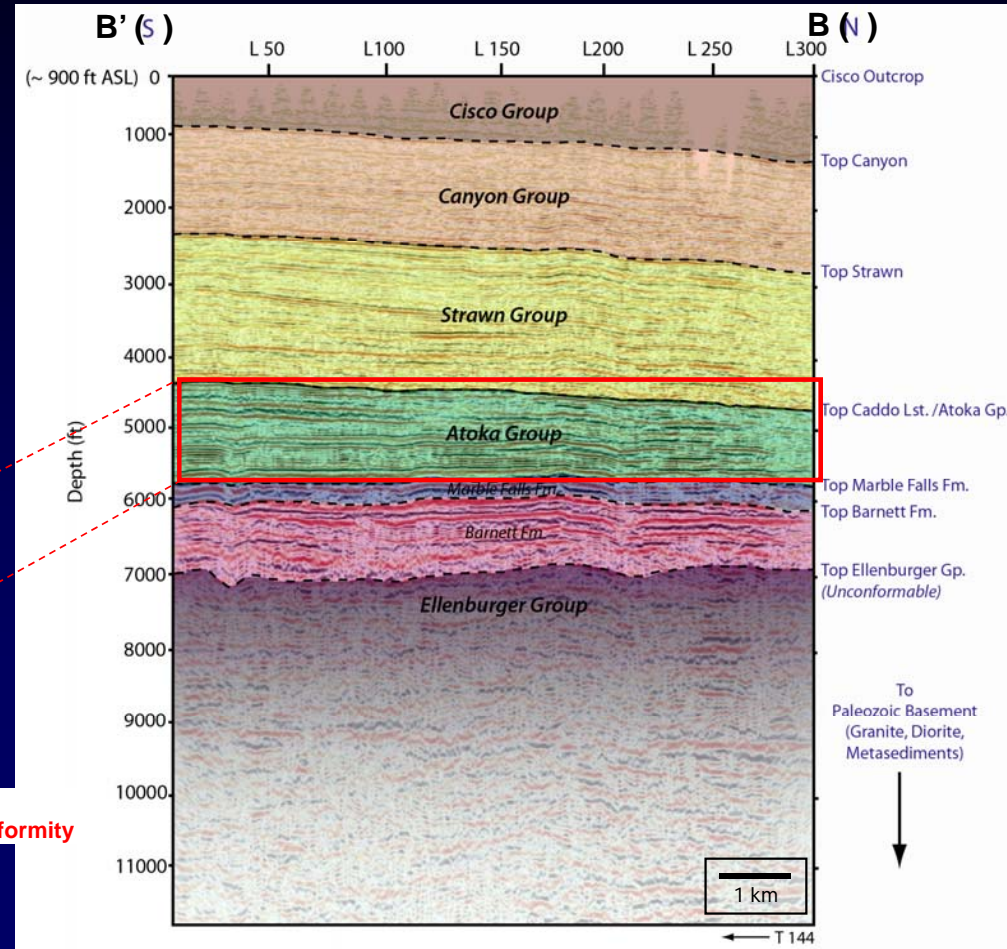 B' (S)
B (N)
L 50 L100 L 150 L200 L 250 L300
(~ 900 ft ASL) 0
Cisco Outcrop
Cisco Group
1000
Top Canyon
Canyon Group
2000
Top Strawn
3000
Strawn Group
4000
Top Caddo Lst. /Atoka Gp.
5000
Atoka Group
Depth (ft)
Top Marble Falls Fm.
Marble Falls Fm.
6000
Top Barnett Fm.
Barnett Fm
7000
Top Ellenburger Gp.
(Unconformable)
Ellenburger Group
8000
9000
To
Paleozoic Basement
(Granite, Diorite,
Metasediments)
10000
formity
11000
1 km
T 144